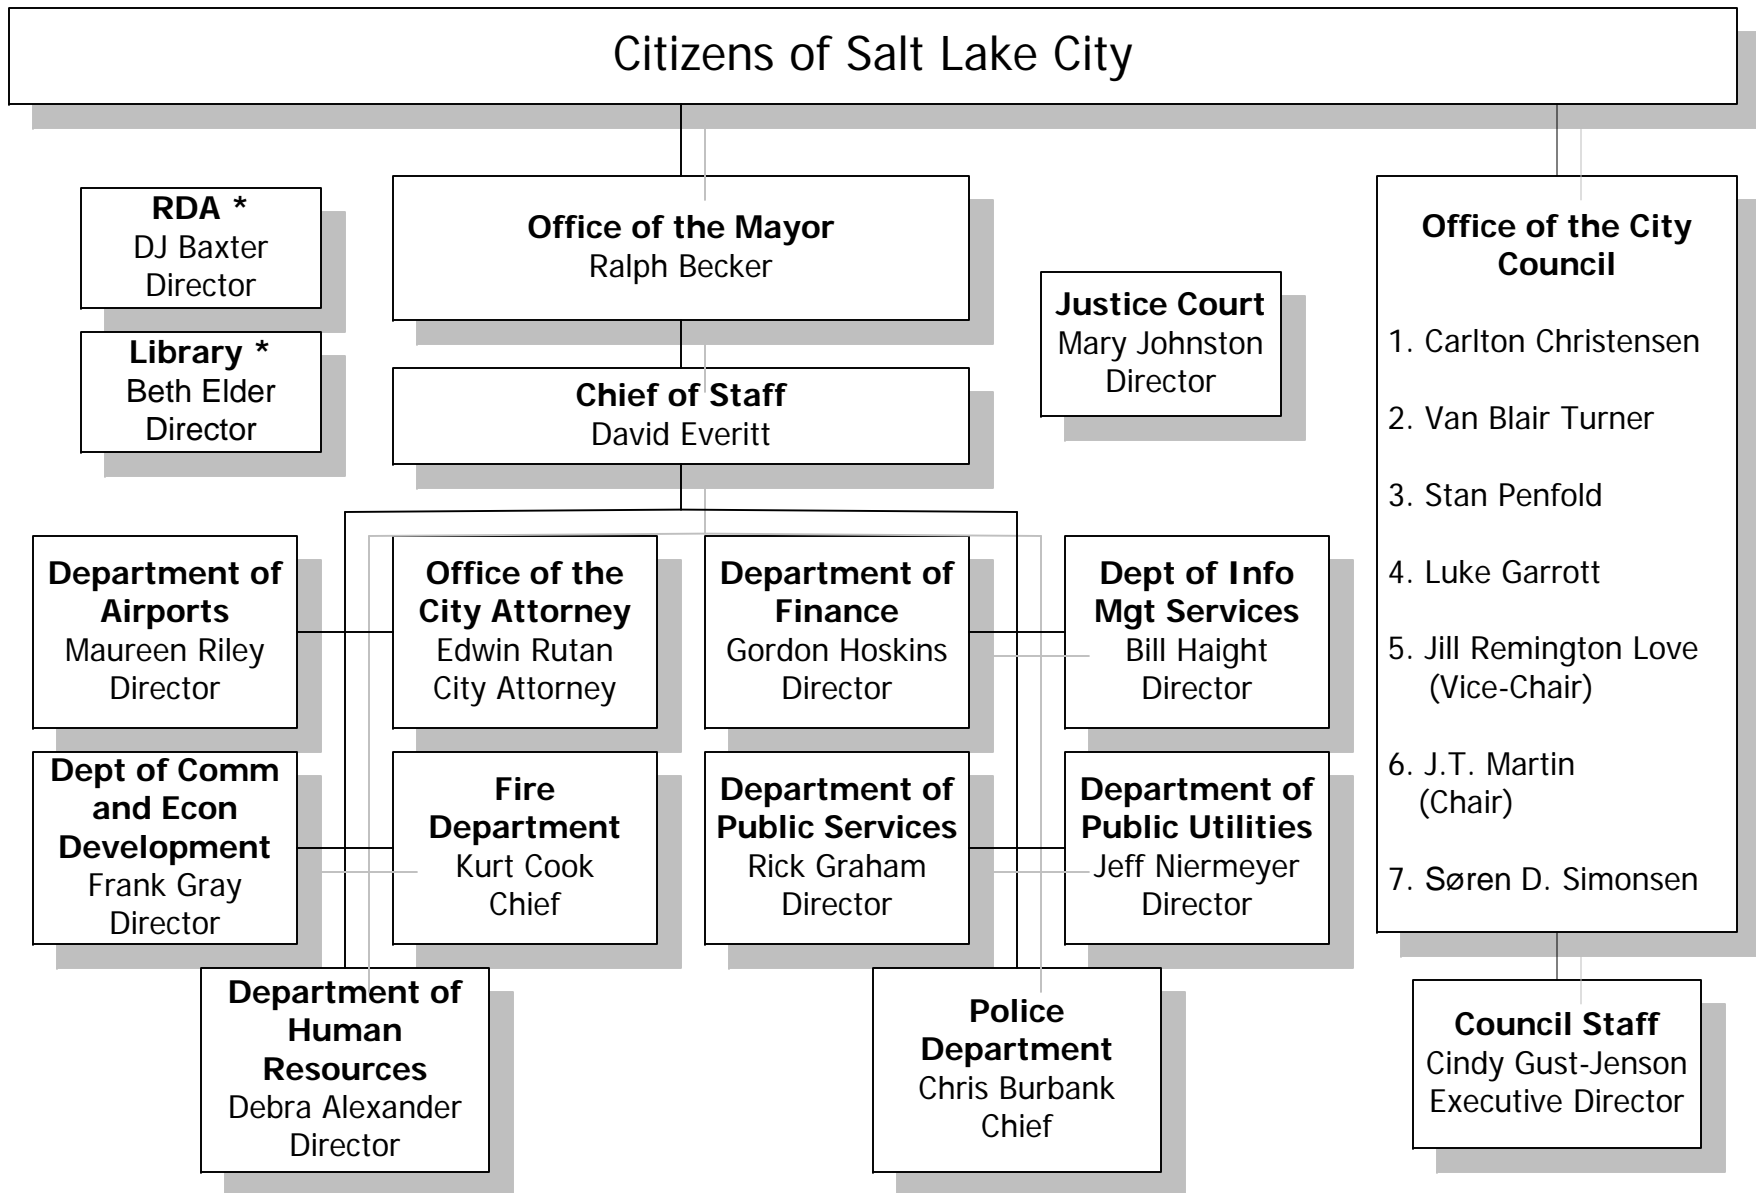 Citizens of Salt Lake City
RDA *
DJ Baxter
Director
Library *
Beth Elder
Director
Office of the Mayor
Ralph Becker
Chief of Staff
David Everitt
Justice Court
Mary Johnston
Director
Office of the City
Council
1. Carlton Christensen
2. Van Blair Turner
3. Stan Penfold
4. Luke Garrott
5. Jill Remington Love
(Vice-Chair)
6. J.T. Martin
(Chair)
7. Søren D. Simonsen
Department of
Airports
Maureen Riley
Director
Office of the
City Attorney
Edwin Rutan
City Attorney
Department of
Finance
Gordon Hoskins
Director
Dept of Info
Mgt Services
Bill Haight
Director
Dept of Comm
and Econ
Development
Frank Gray
Director
Fire
Department
Kurt Cook
Chief
Department of
Public Services
Rick Graham
Director
Department of
Public Utilities
Jeff Niermeyer
Director
Department of
Human
Resources
Debra Alexander
Director
Police
Department
Chris Burbank
Chief
Council Staff
Cindy Gust-Jenson
Executive Director